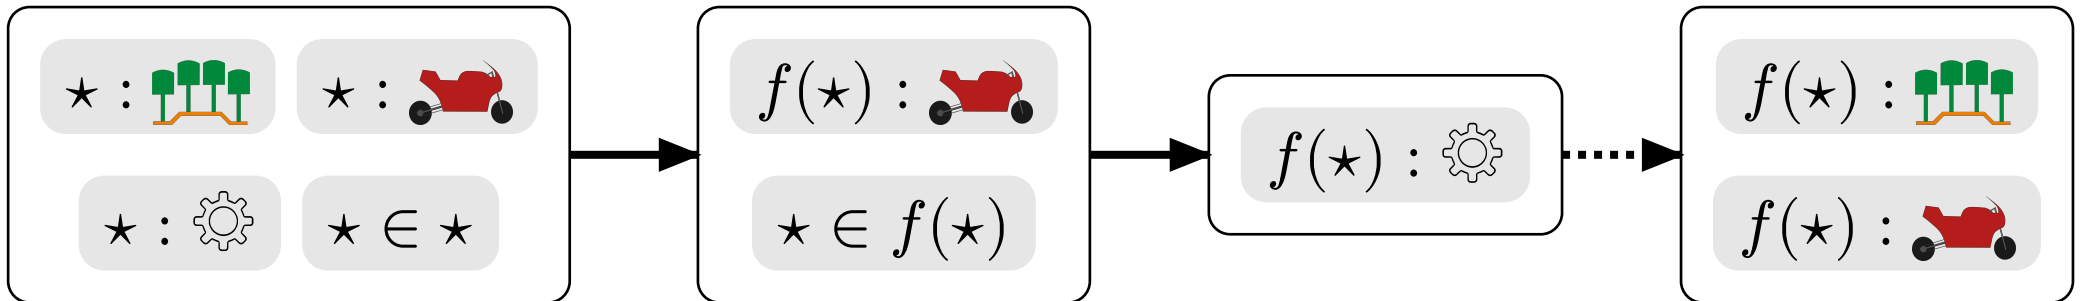 ⋆ :
⋆ :
⋆ :
⋆ ∈ ⋆
f(⋆) :
⋆ ∈ f(⋆)
f(⋆) :
f(⋆) :
f(⋆) :